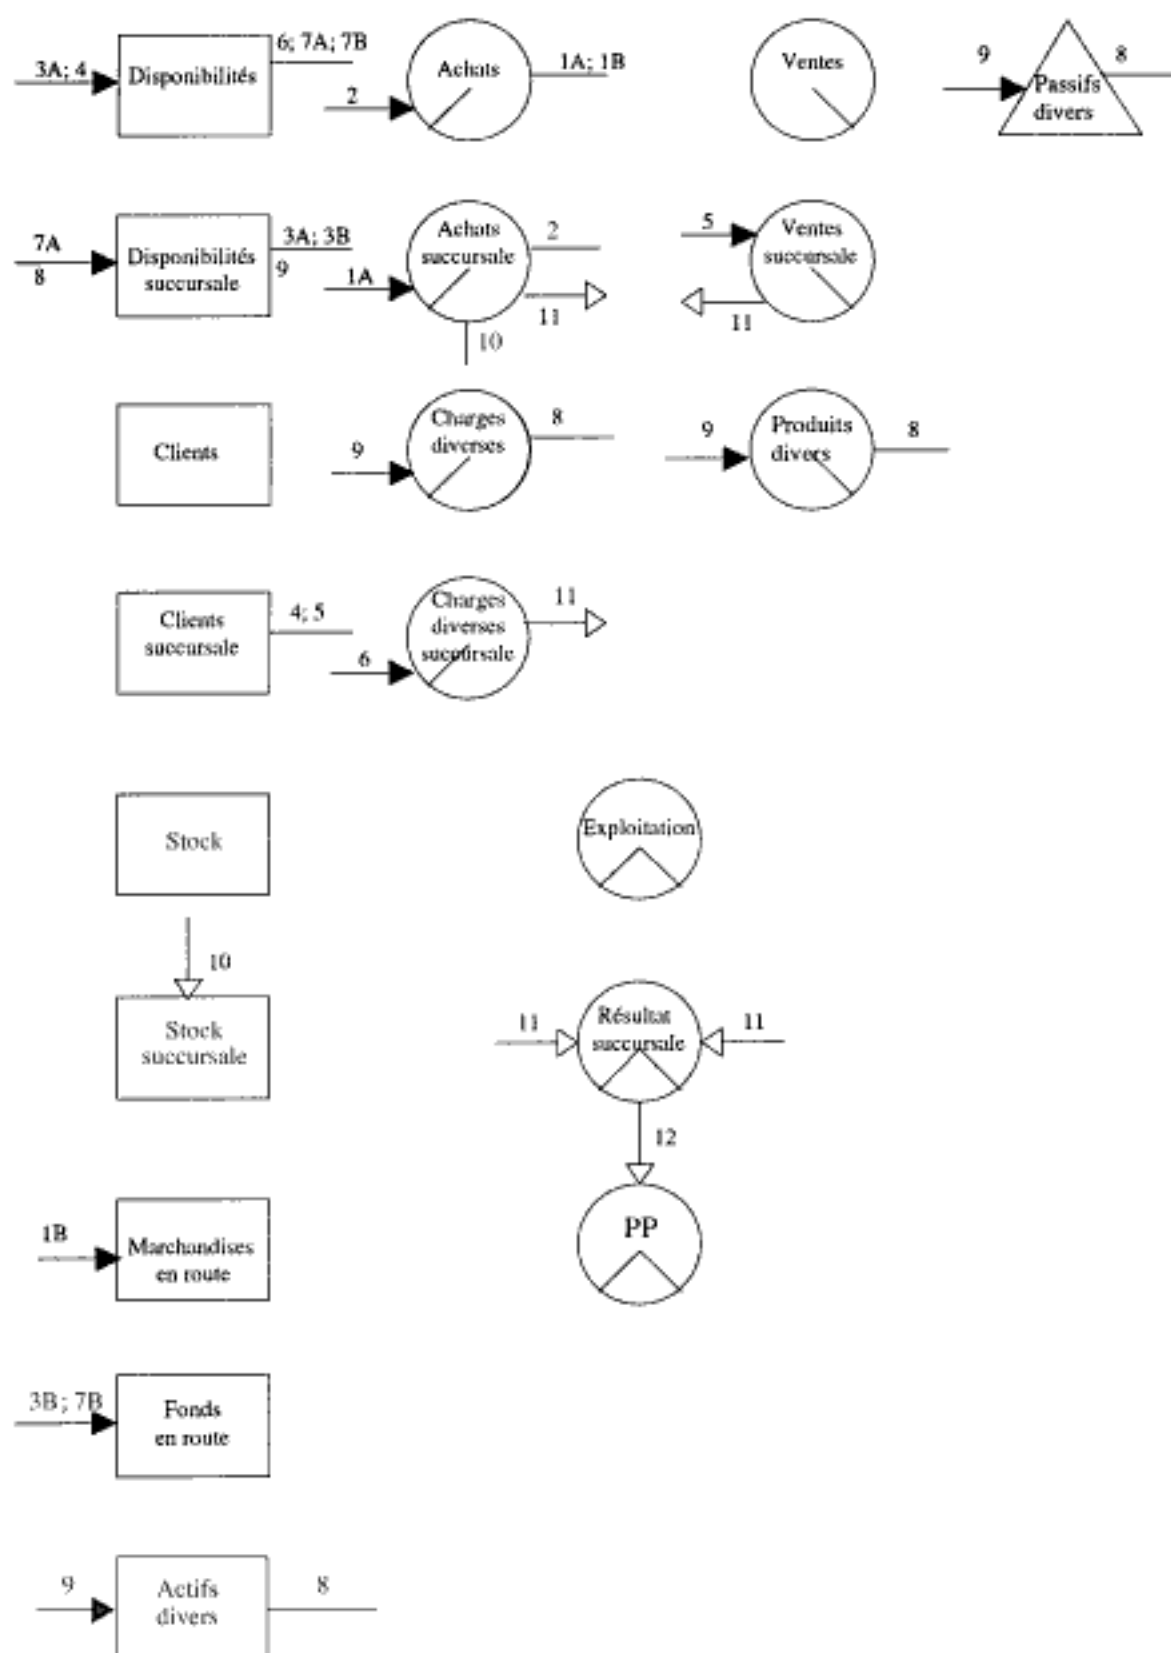 3A; 4
Disponibilités
6; 7A; 7B
2
Achats
1A; 1B
Ventes
9
Passifs
divers
8
7A
8
Disponibilités
succursale
3A; 3B
9
1A
Achats
succursale
2
11
10
5
Ventes
succursale
11
Clients
9
Charges
diverses
8
9
Produits
divers
8
Clients
succursale
4; 5
6
Charges
diverses
succursale
11
Stock
Exploitation
10
Stock
succursale
11
Résultat
succursale
11
12
1B
Marchandises
en route
PP
3B; 7B
Fonds
en route
9
Actifs
divers
8